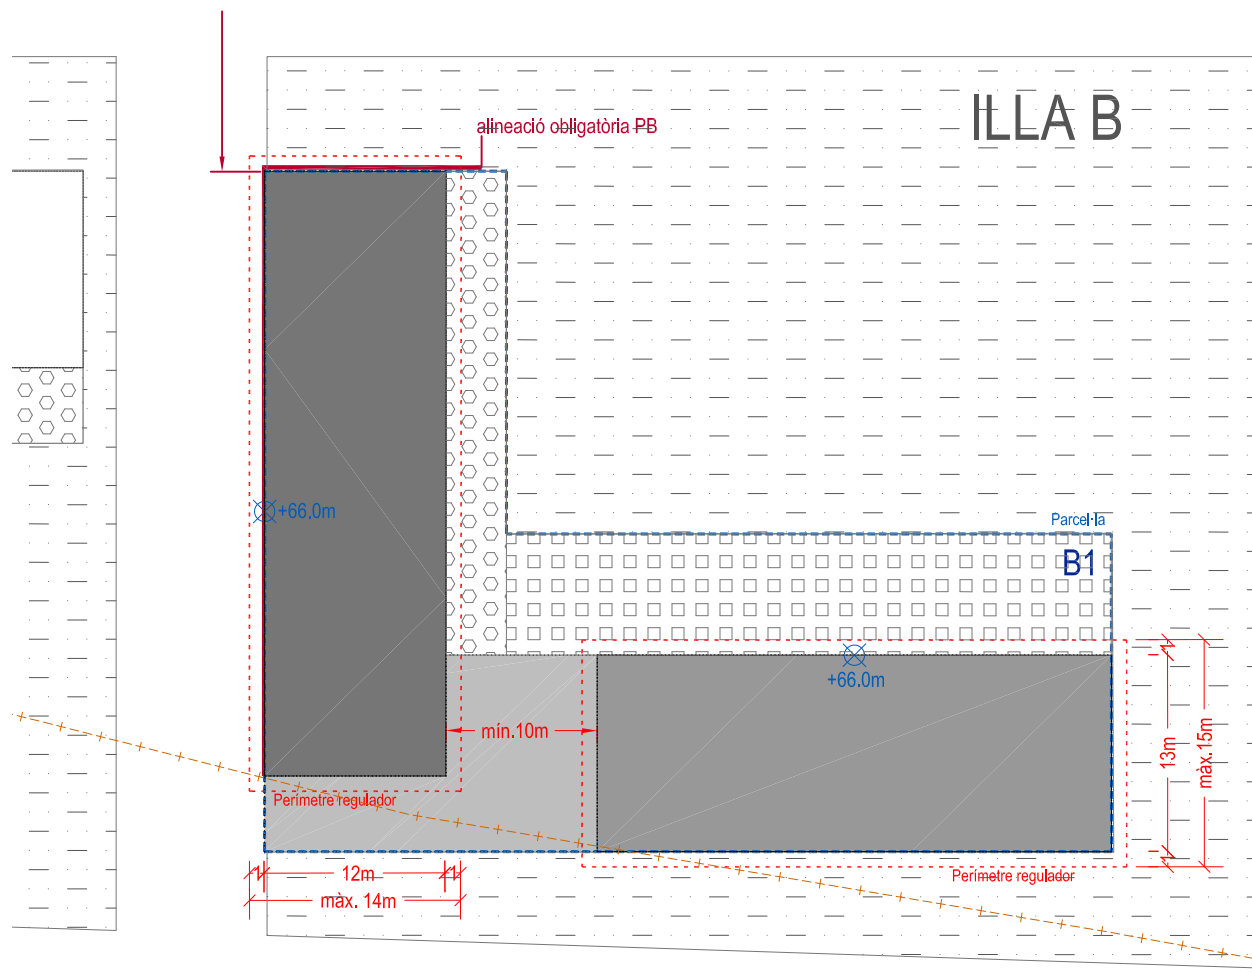 ILLA B
alineació obligatòria PB
+66.0m
Parcel·la
B1
+66.0m
mín.10m
13m
màx.15m
Perímetre regulador
12m
màx. 14m
Perímetre regulador